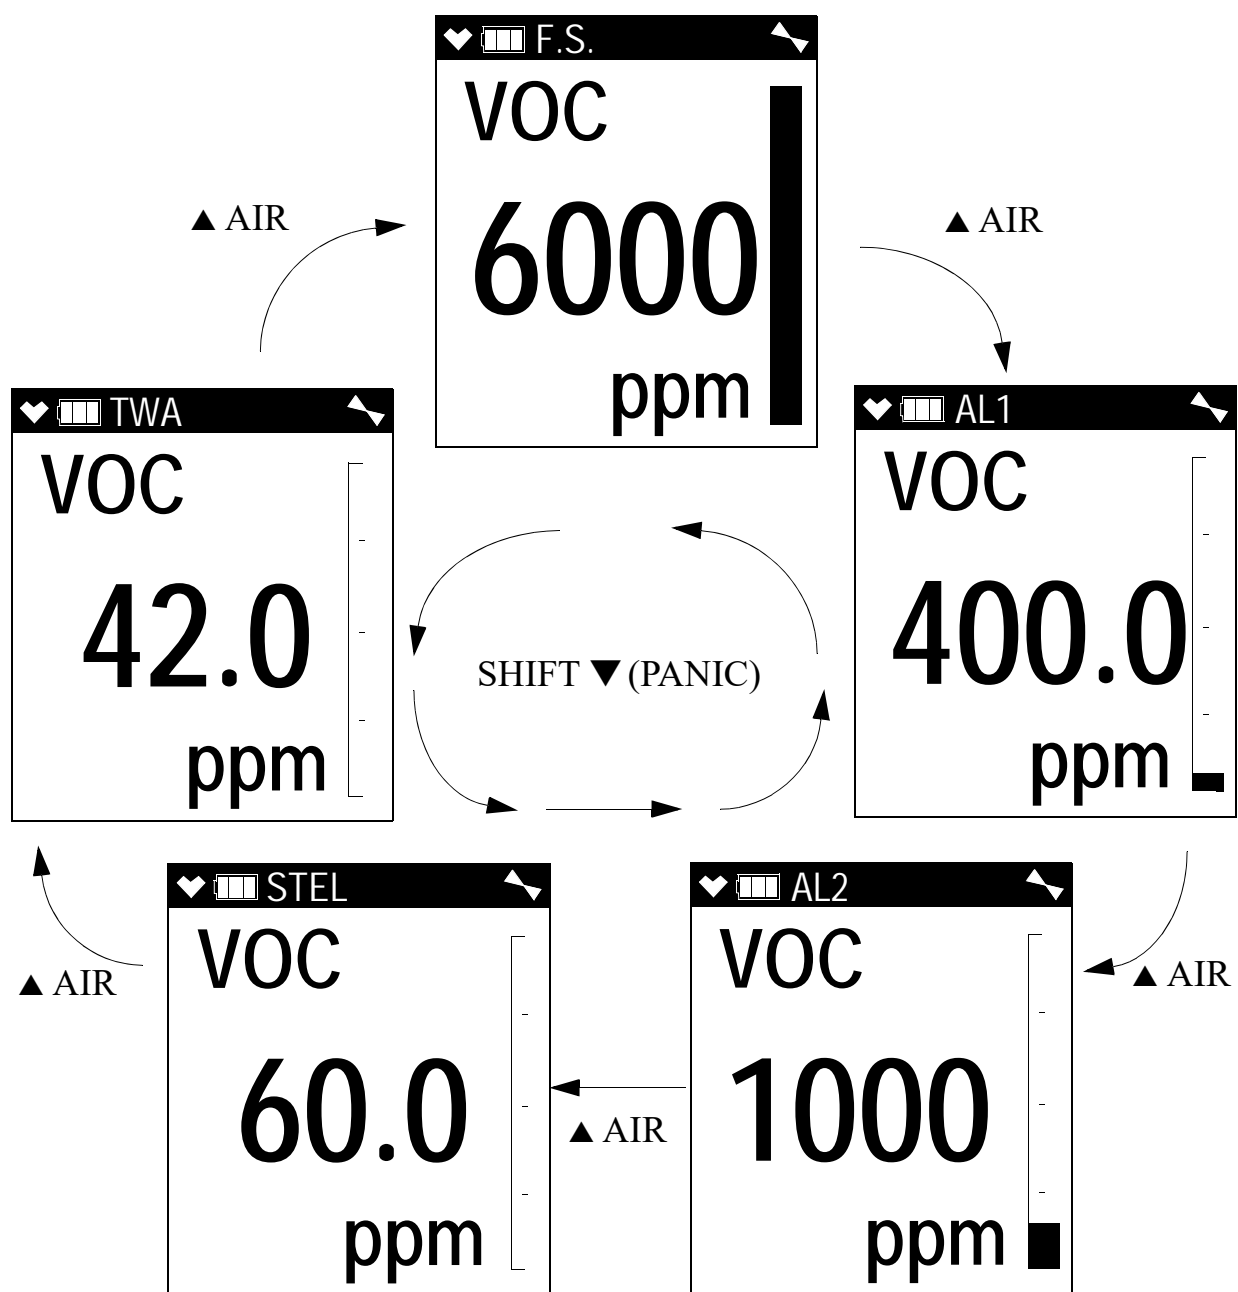 F.S.
VOC
6000
ppm
▲ AIR
▲ AIR
TWA
VOC
42.0
ppm
AL1
VOC
400.0
ppm
SHIFT ▼ (PANIC)
▲ AIR
▲ AIR
STEL
VOC
60.0
ppm
▲ AIR
AL2
VOC
1000
ppm